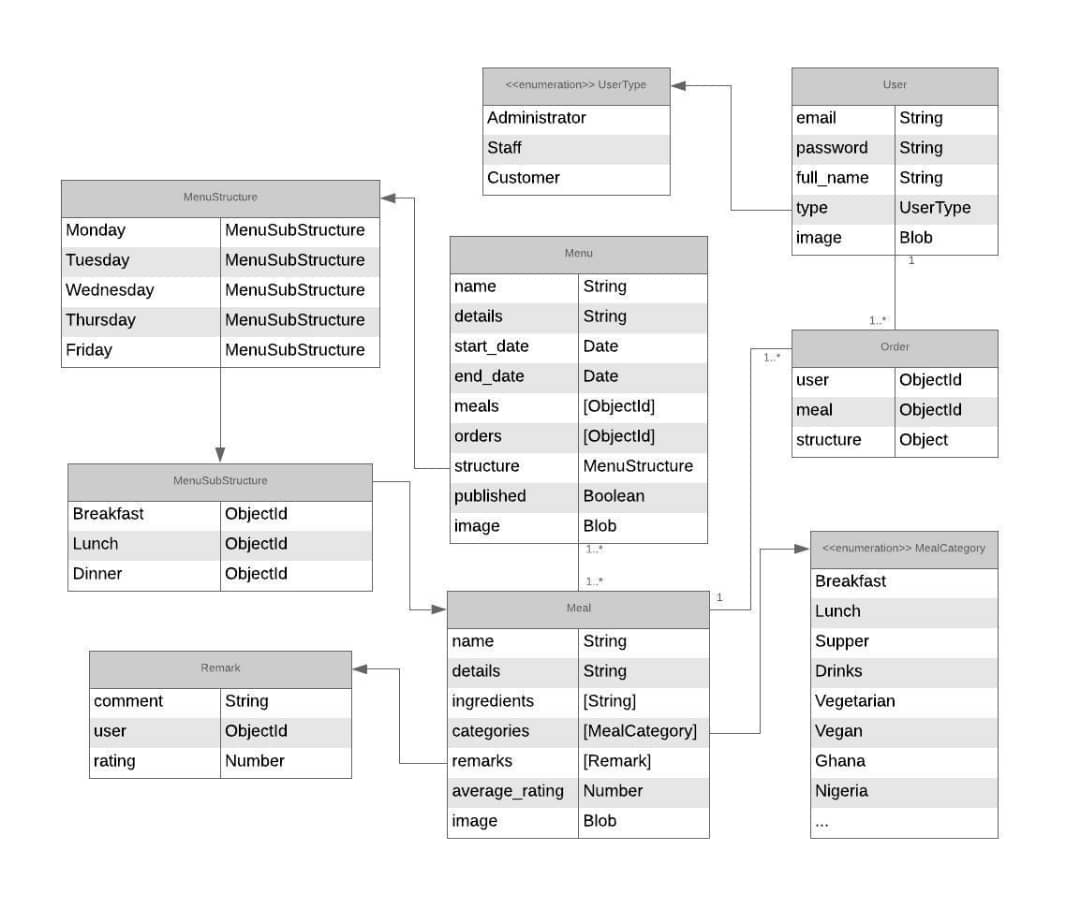 <<enumeration>> UserType
Administrator
Staff
Customer
User
email String
password String
full_name String
type UserType
image Blob
1
1..*
MenuStructure
Monday MenuSubStructure
Tuesday MenuSubStructure
Wednesday MenuSubStructure
Thursday MenuSubStructure
Friday MenuSubStructure
Menu
name String
details String
start_date Date
end_date Date
meals [ObjectId]
orders [ObjectId]
structure MenuStructure
published Boolean
image Blob
1..*
1..*
Order
user ObjectId
meal ObjectId
structure Object
1..*
1
MenuSubStructure
Breakfast ObjectId
Lunch ObjectId
Dinner ObjectId
Meal
name String
details String
ingredients [String]
categories [MealCategory]
remarks [Remark]
average_rating Number
image Blob
<<enumeration>> MealCategory
Breakfast
Lunch
Supper
Drinks
Vegetarian
Vegan
Ghana
Nigeria
...
Remark
comment String
user ObjectId
rating Number